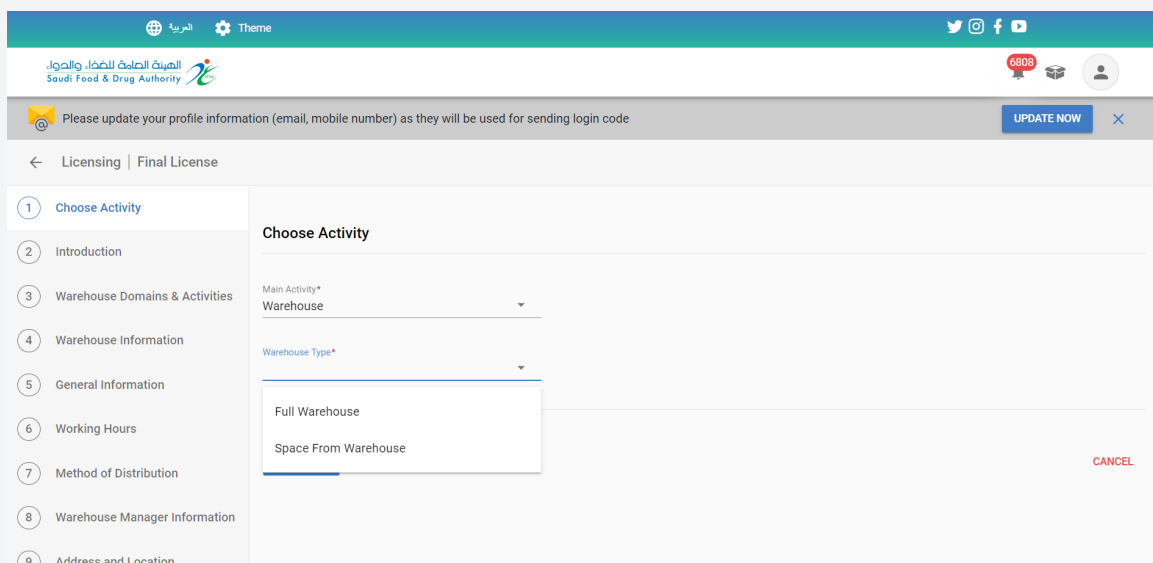 العربية
Theme
الهيئة العامة للغذاء والدواء
Saudi Food & Drug Authority
6808
Please update your profile information (email, mobile number) as they will be used for sending login code
UPDATE NOW
Licensing | Final License
1 Choose Activity
2 Introduction
3 Warehouse Domains & Activities
4 Warehouse Information
5 General Information
6 Working Hours
7 Method of Distribution
8 Warehouse Manager Information
9 Address and Location
Choose Activity
Main Activity*
Warehouse
Warehouse Type*
Full Warehouse
Space From Warehouse
CANCEL